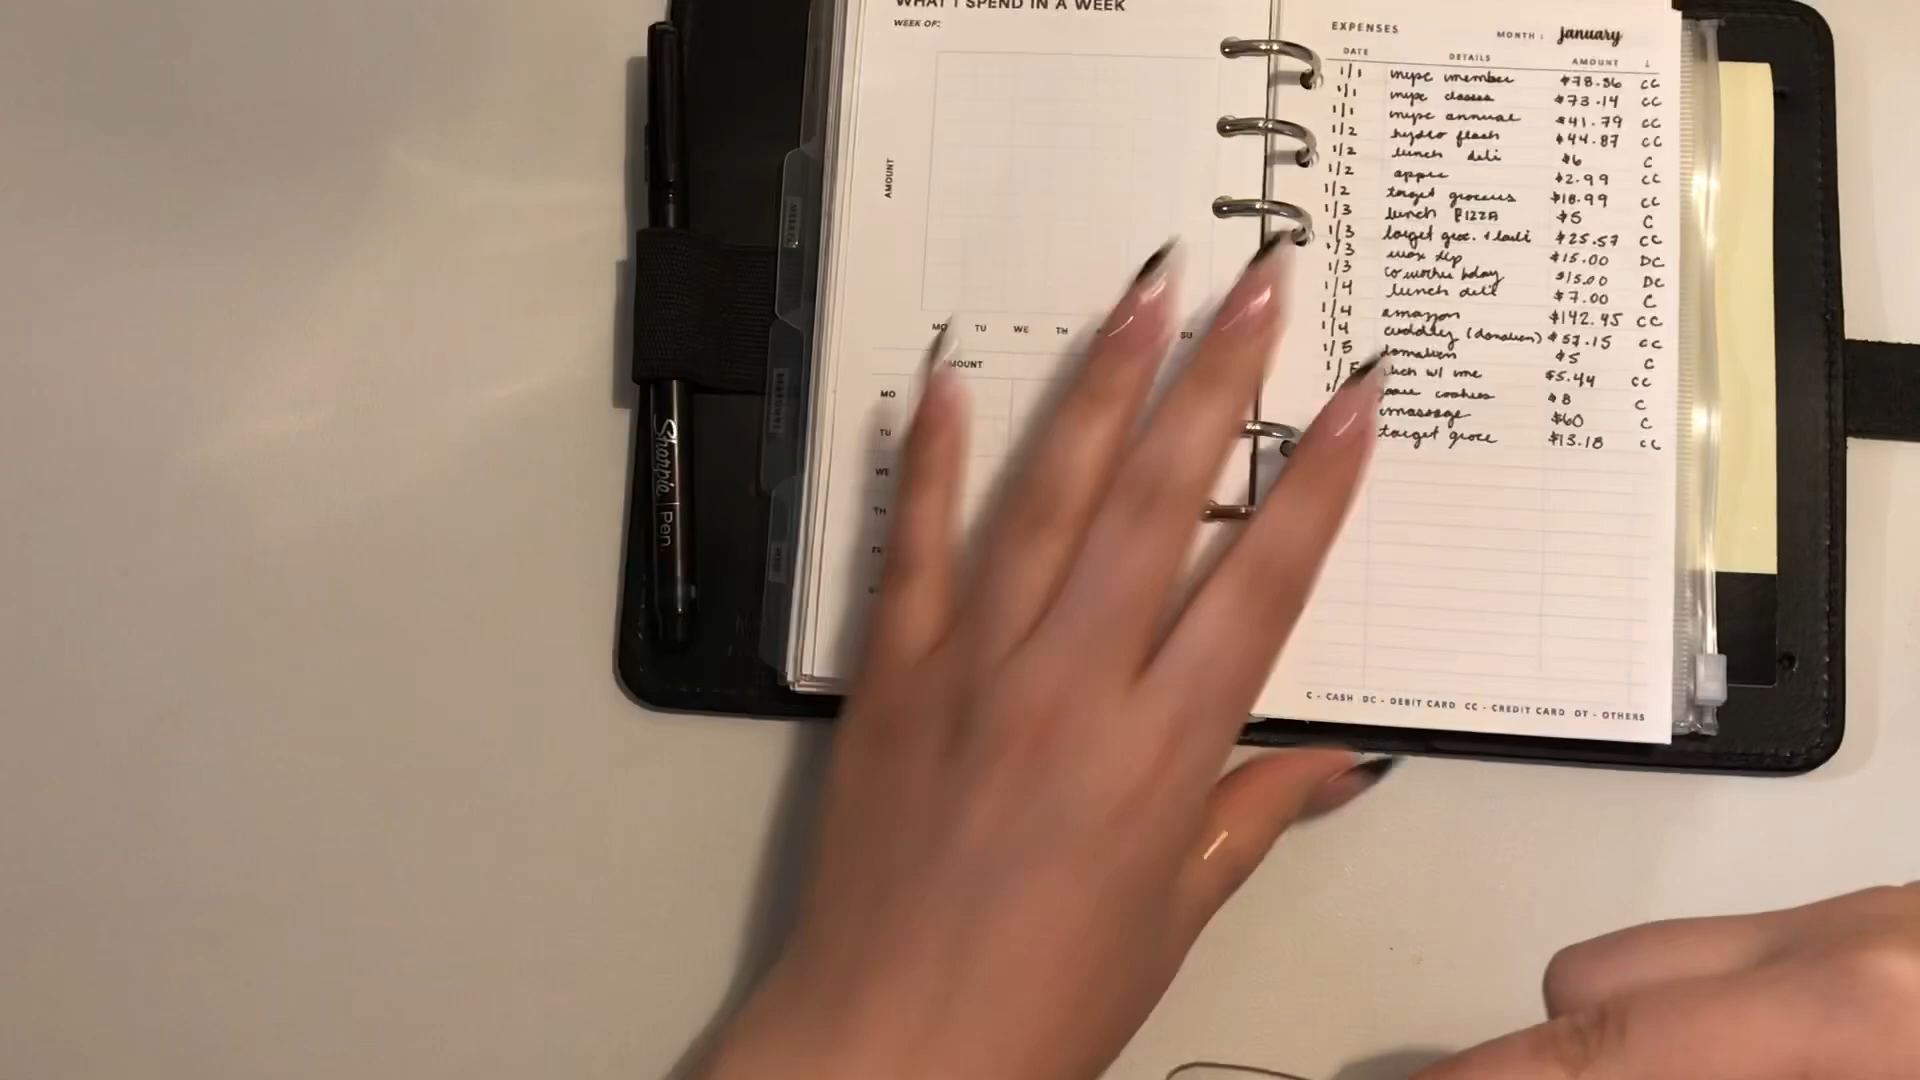 WHAT I SPEND IN A WEEK
WEEK OF:
AMOUNT
MO TU WE TH SU
AMOUNT
MO
TU
WE
TH
Sharpie Pen
EXPENSES MONTH : january
DATE DETAILS AMOUNT ↓
1/1 mypc member $78.36 CC
1/1 mypc classes $73.14 CC
1/1 mypc annual $41.79 CC
1/2 hydro flask $44.87 CC
1/2 lunch deli $6 C
1/2 $2.99 CC
1/2 target groceries $18.99 CC
1/3 lunch PIZZA $5 C
1/3 target groc. + $25.57 CC
1/3 wax tip $15.00 DC
1/3 coworker bday $15.00 DC
1/4 lunch deli $7.00 C
1/4 amazon $142.45 CC
1/4 cuddly (donation) $57.15 CC
1/5 donation $5 C
w/ $5.44 CC
cookies $8 C
massage $60 C
target groce $13.18 CC
C - CASH DC - DEBIT CARD CC - CREDIT CARD OT - OTHERS